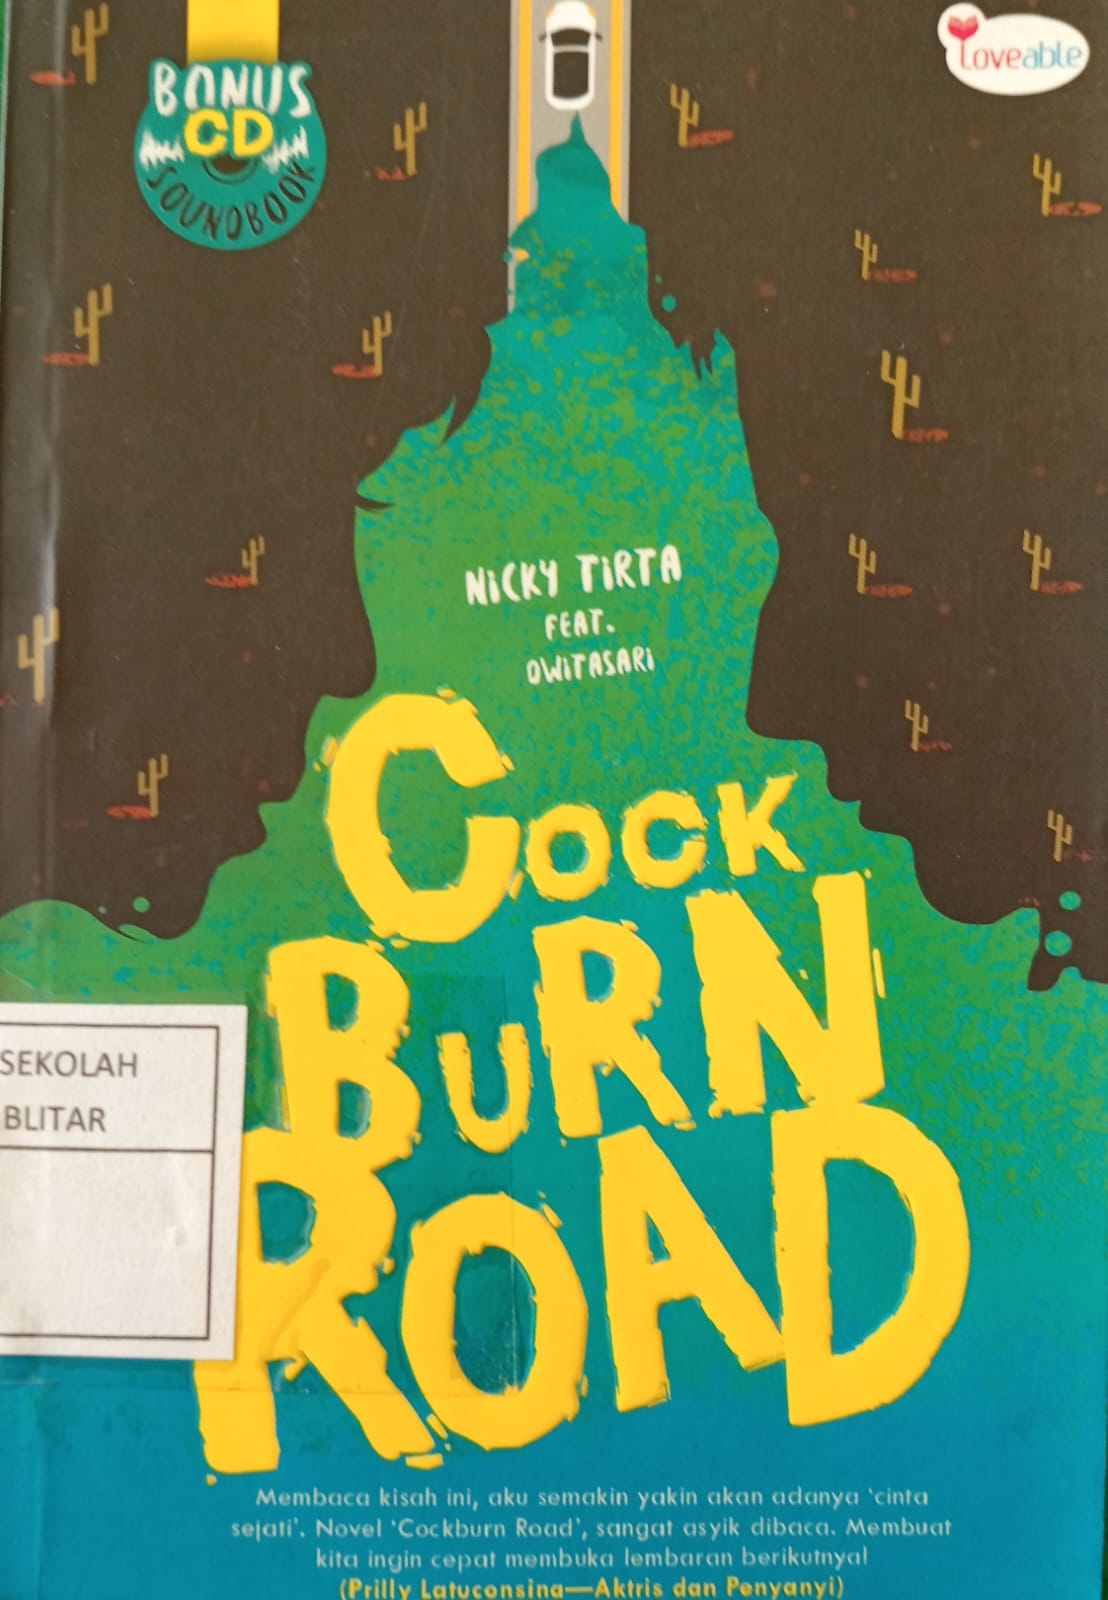 BONUS
CD
SOUNDBOOK
Loveable
NiCKY TiRTA
FEAT.
DWiTASARi
COCK
BURN
ROAD
SEKOLAH
BLITAR
Membaca kisah ini, aku semakin yakin akan adanya 'cinta
sejati'. Novel 'Cockburn Road', sangat asyik dibaca. Membuat
kita ingin cepat membuka lembaran berikutnya!
(Prilly Latuconsina—Aktris dan Penyanyi)